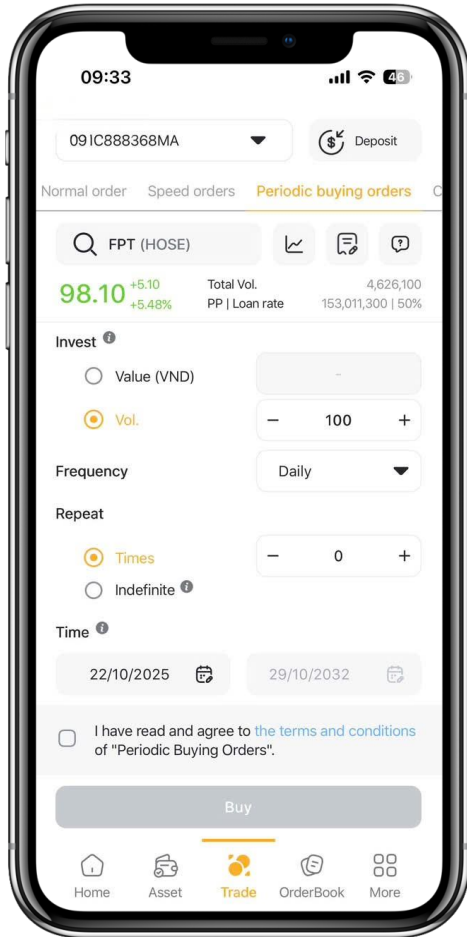 09:33
46
091C888368MA
Deposit
Normal order Speed orders Periodic buying orders C
FPT (HOSE)
98.10 +5.10 Total Vol. 4,626,100
+5.48% PP | Loan rate 153,011,300 | 50%
Invest
Value (VND) -
Vol. - 100 +
Frequency Daily
Repeat
Times - 0 +
Indefinite
Time
22/10/2025 29/10/2032
I have read and agree to the terms and conditions
of "Periodic Buying Orders".
Buy
Home Asset Trade OrderBook More